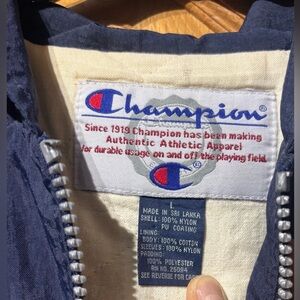 Champion®
Since 1919 Champion has been making
Authentic Athletic Apparel
for durable usage on and off the playing field.
L
MADE IN SRI LANKA
SHELL: 100% NYLON
PU COATING
LINING:
BODY: 100% COTTON
SLEEVES: 100% NYLON
PADDING:
100% POLYESTER
RN NO. 26094
SEE REVERSE FOR CARE